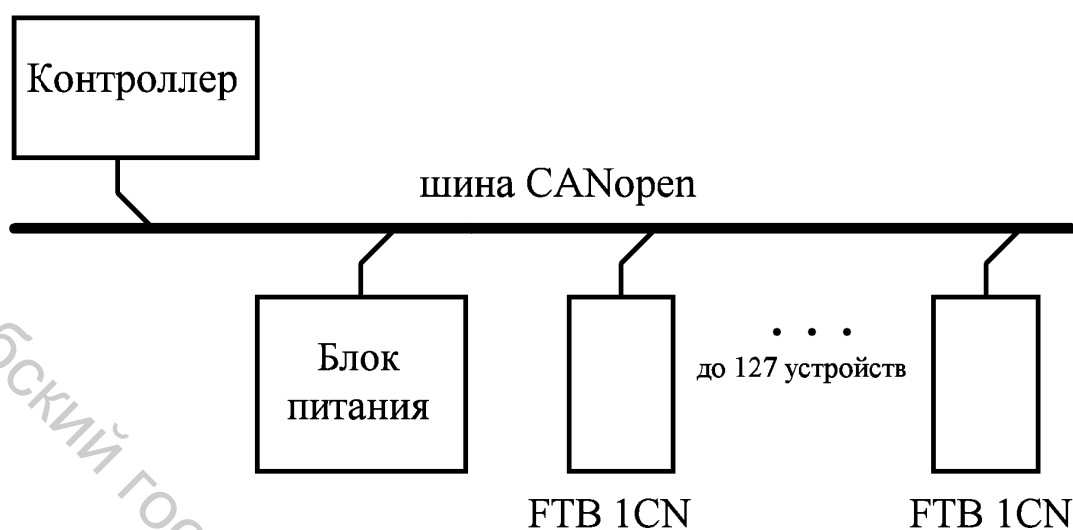 Контроллер
шина CANopen
Блок
питания
. . .
до 127 устройств
FTB 1CN
FTB 1CN